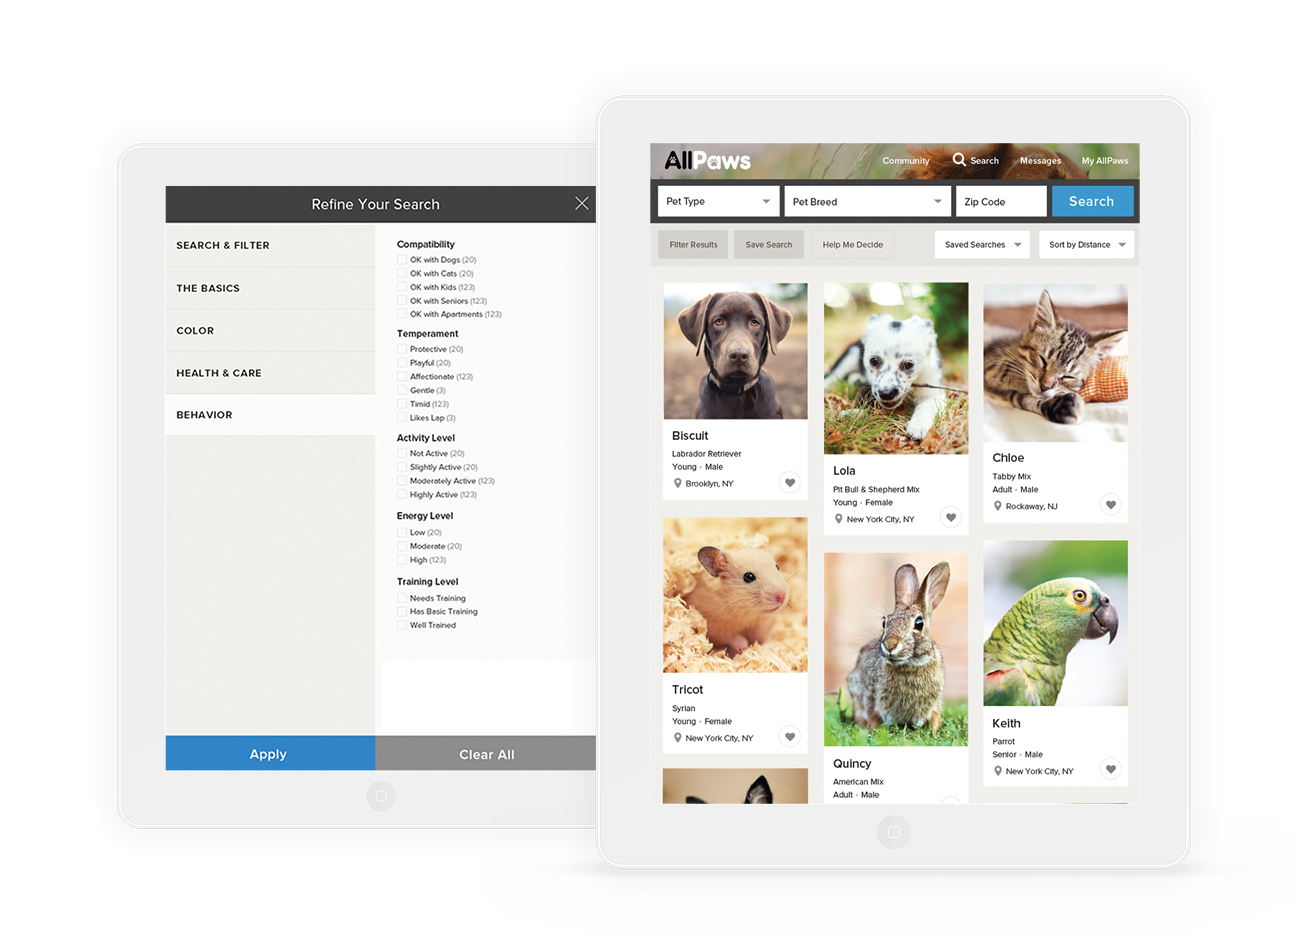 Refine Your Search
SEARCH & FILTER
THE BASICS
COLOR
HEALTH & CARE
BEHAVIOR
Compatibility
OK with Dogs (20)
OK with Cats (20)
OK with Kids (123)
OK with Seniors (123)
OK with Apartments (123)
Temperament
Protective (20)
Playful (20)
Affectionate (123)
Gentle (3)
Timid (123)
Likes Lap (3)
Activity Level
Not Active (20)
Slightly Active (20)
Moderately Active (123)
Highly Active (123)
Energy Level
Low (20)
Moderate (20)
High (123)
Training Level
Needs Training
Has Basic Training
Well Trained
Apply
Clear All
AllPaws
Community
Search
Messages
My AllPaws
Pet Type
Pet Breed
Zip Code
Search
Filter Results
Save Search
Help Me Decide
Saved Searches
Sort by Distance
Biscuit
Labrador Retriever
Young • Male
Brooklyn, NY
Lola
Pit Bull & Shepherd Mix
Young • Female
New York City, NY
Chloe
Tabby Mix
Adult • Male
Rockaway, NJ
Tricot
Syrian
Young • Female
New York City, NY
Quincy
American Mix
Adult • Male
Keith
Parrot
Senior • Male
New York City, NY